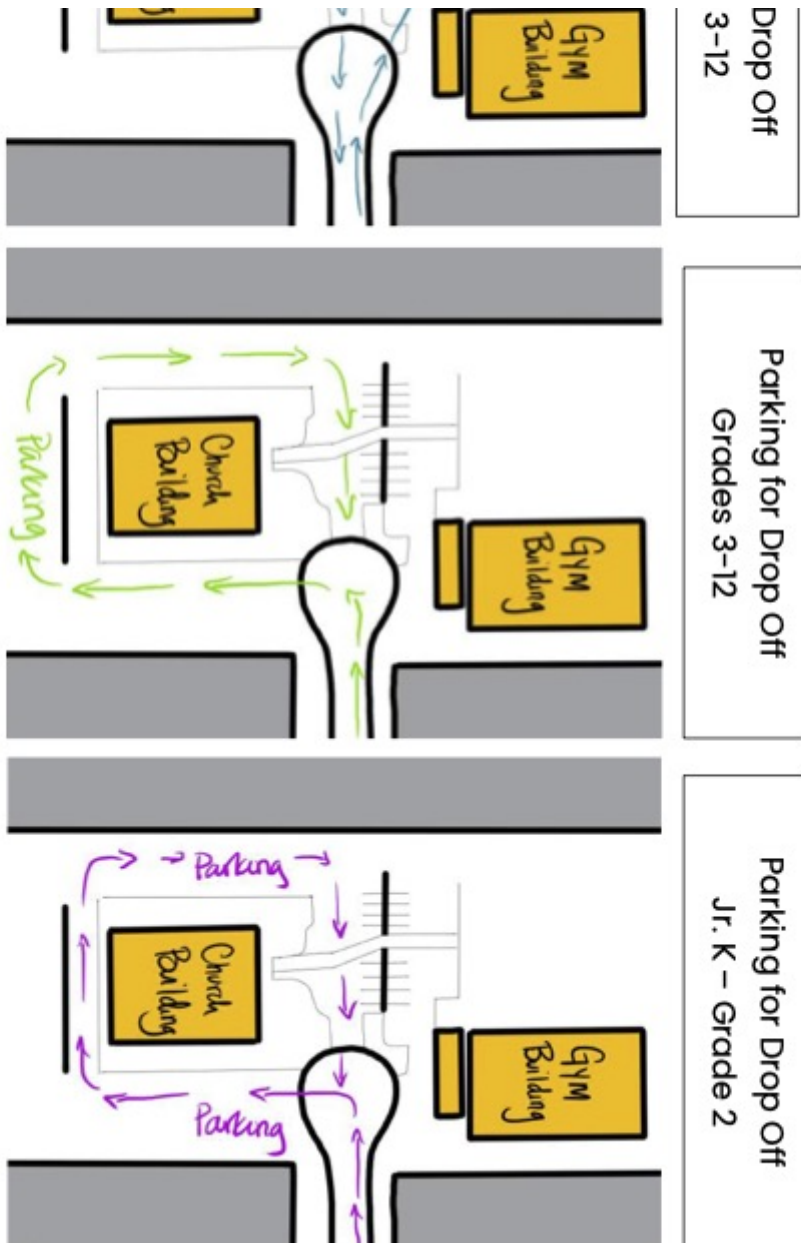 Drop Off
3-12
Gym
Building
Parking for Drop Off
Grades 3-12
Gym
Building
Church
Building
Parking
Parking for Drop Off
Jr. K – Grade 2
Gym
Building
Church
Building
Parking
Parking